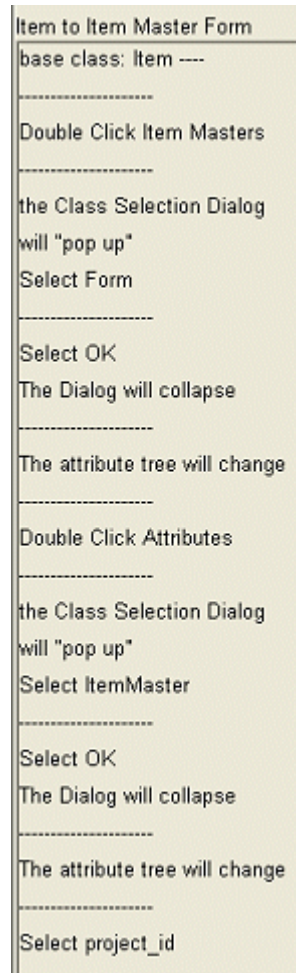 Item to Item Master Form
base class: Item ----
---------------------
Double Click Item Masters
---------------------
the Class Selection Dialog
will "pop up"
Select Form
---------------------
Select OK
The Dialog will collapse
---------------------
The attribute tree will change
---------------------
Double Click Attributes
---------------------
the Class Selection Dialog
will "pop up"
Select ItemMaster
---------------------
Select OK
The Dialog will collapse
---------------------
The attribute tree will change
---------------------
Select project_id